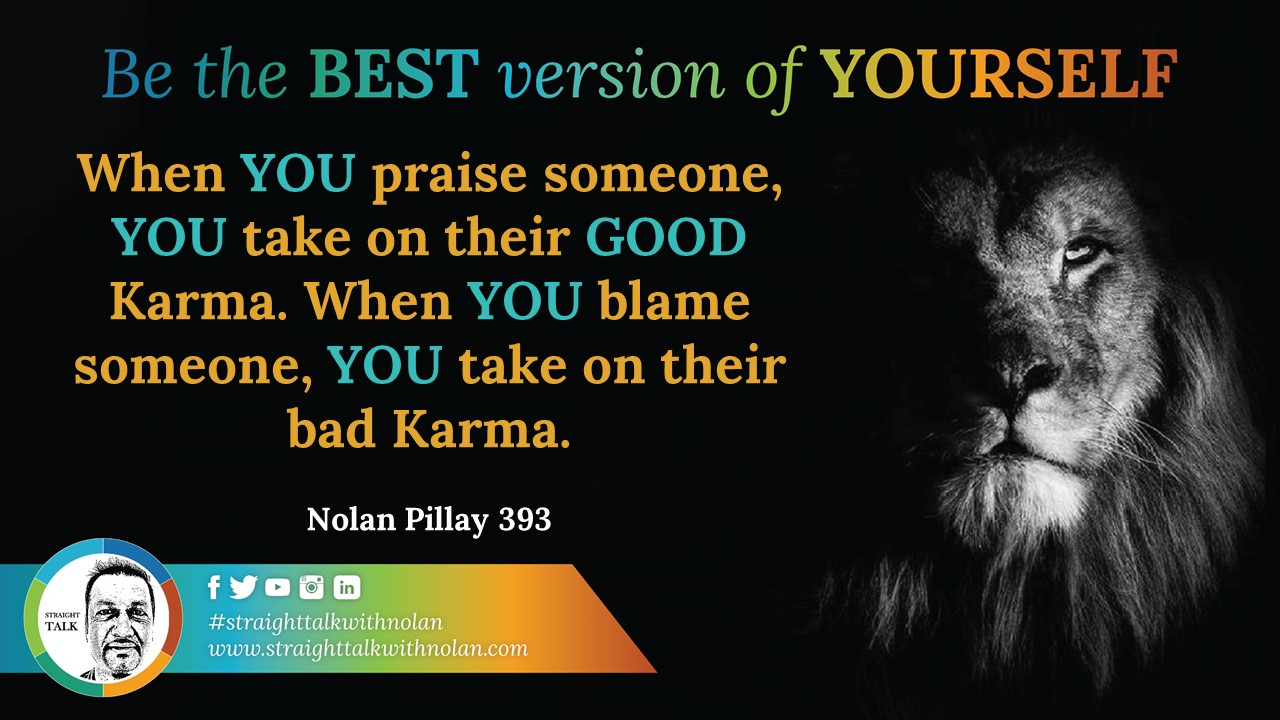 Be the BEST version of YOURSELF
When YOU praise someone,
YOU take on their GOOD
Karma. When YOU blame
someone, YOU take on their
bad Karma.
Nolan Pillay 393
STRAIGHT
TALK
#straighttalkwithnolan
www.straighttalkwithnolan.com